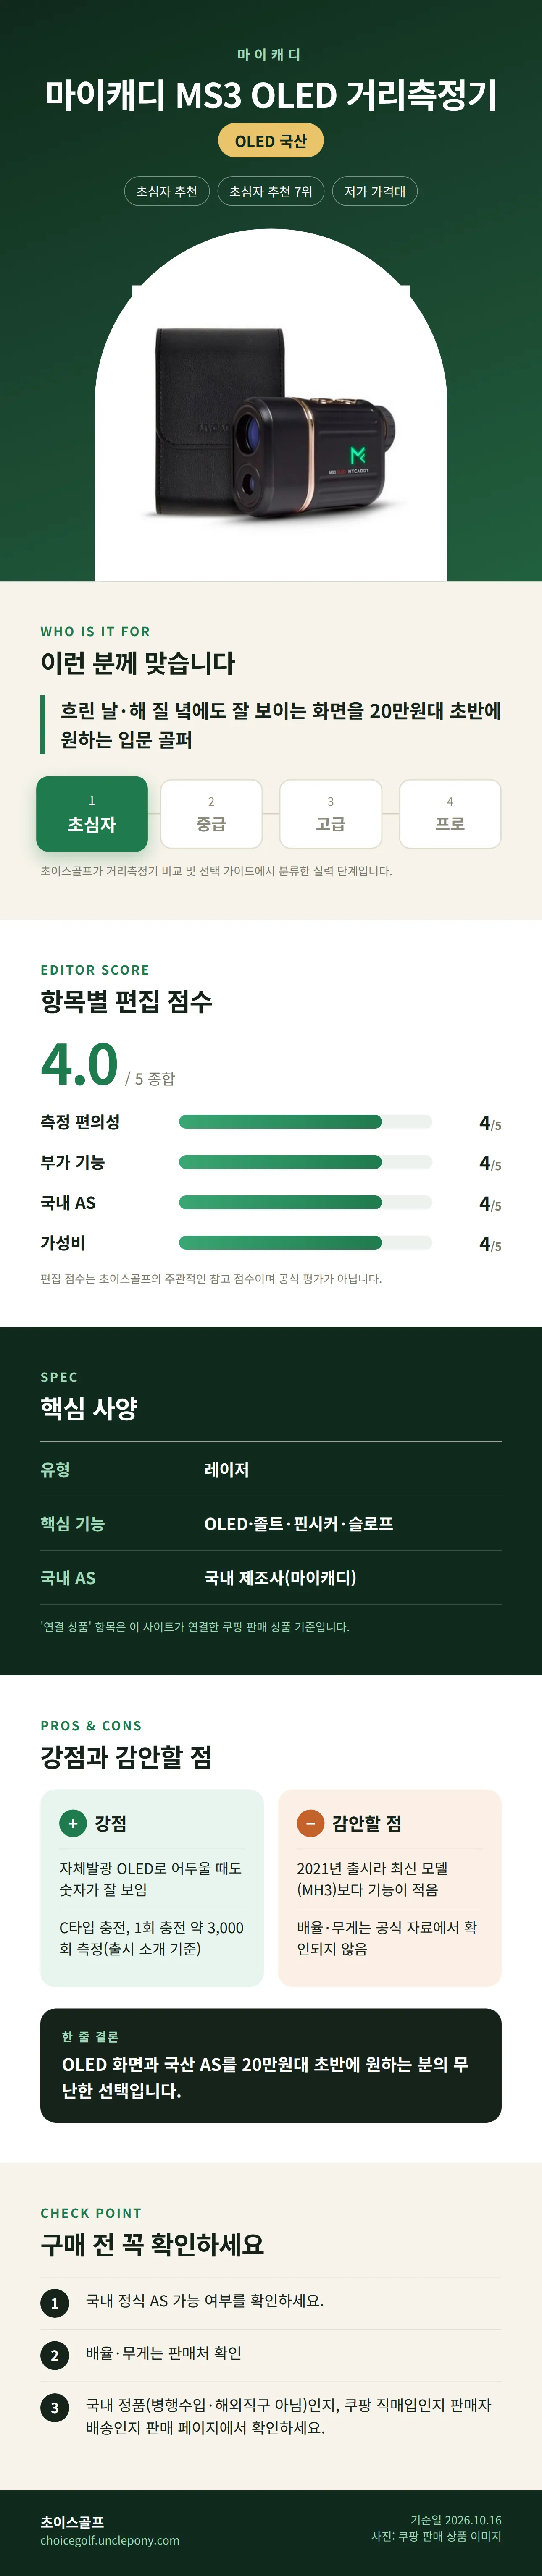 마이캐디
마이캐디 MS3 OLED 거리측정기
OLED 국산
초심자 추천
초심자 추천 7위
저가 가격대
MYCADDY
WHO IS IT FOR
이런 분께 맞습니다
흐린 날·해 질 녘에도 잘 보이는 화면을 20만원대 초반에
원하는 입문 골퍼
1
초심자
2
중급
3
고급
4
프로
초이스골프가 거리측정기 비교 및 선택 가이드에서 분류한 실력 단계입니다.
EDITOR SCORE
항목별 편집 점수
4.0 / 5 종합
측정 편의성 4/5
부가 기능 4/5
국내 AS 4/5
가성비 4/5
편집 점수는 초이스골프의 주관적인 참고 점수이며 공식 평가가 아닙니다.
SPEC
핵심 사양
유형 레이저
핵심 기능 OLED·졸트·핀시커·슬로프
국내 AS 국내 제조사(마이캐디)
'연결 상품' 항목은 이 사이트가 연결한 쿠팡 판매 상품 기준입니다.
PROS & CONS
강점과 감안할 점
+ 강점
자체발광 OLED로 어두울 때도
숫자가 잘 보임
C타입 충전, 1회 충전 약 3,000
회 측정(출시 소개 기준)
− 감안할 점
2021년 출시라 최신 모델
(MH3)보다 기능이 적음
배율·무게는 공식 자료에서 확
인되지 않음
한 줄 결론
OLED 화면과 국산 AS를 20만원대 초반에 원하는 분의 무
난한 선택입니다.
CHECK POINT
구매 전 꼭 확인하세요
1 국내 정식 AS 가능 여부를 확인하세요.
2 배율·무게는 판매처 확인
3 국내 정품(병행수입·해외직구 아님)인지, 쿠팡 직매입인지 판매자
배송인지 판매 페이지에서 확인하세요.
초이스골프
choicegolf.unclepony.com
기준일 2026.10.16
사진: 쿠팡 판매 상품 이미지